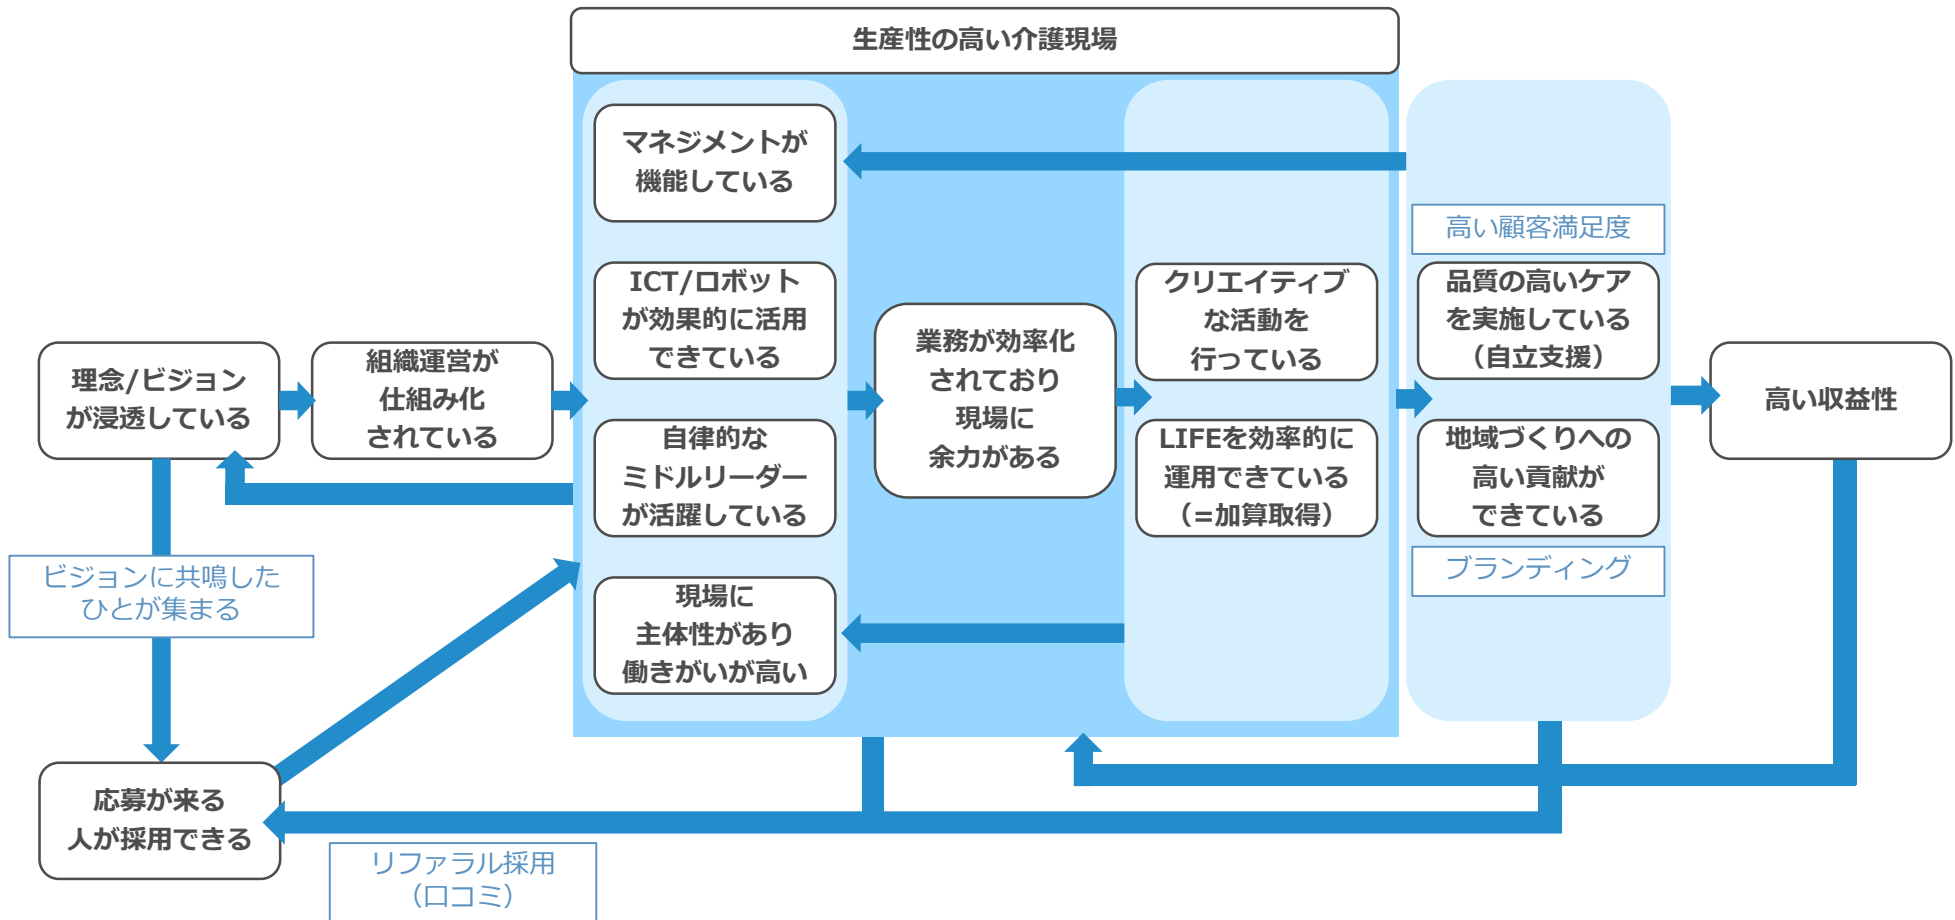 生産性の高い介護現場
マネジメントが
機能している
ICT/ロボット
が効果的に活用
できている
自律的な
ミドルリーダー
が活躍している
現場に
主体性があり
働きがいが高い
理念/ビジョン
が浸透している
組織運営が
仕組み化
されている
業務が効率化
されており
現場に
余力がある
クリエイティブ
な活動を
行っている
LIFEを効率的に
運用できている
（=加算取得）
高い顧客満足度
品質の高いケア
を実施している
（自立支援）
地域づくりへの
高い貢献が
できている
ブランディング
高い収益性
ビジョンに共鳴した
ひとが集まる
応募が来る
人が採用できる
リファラル採用
（口コミ）